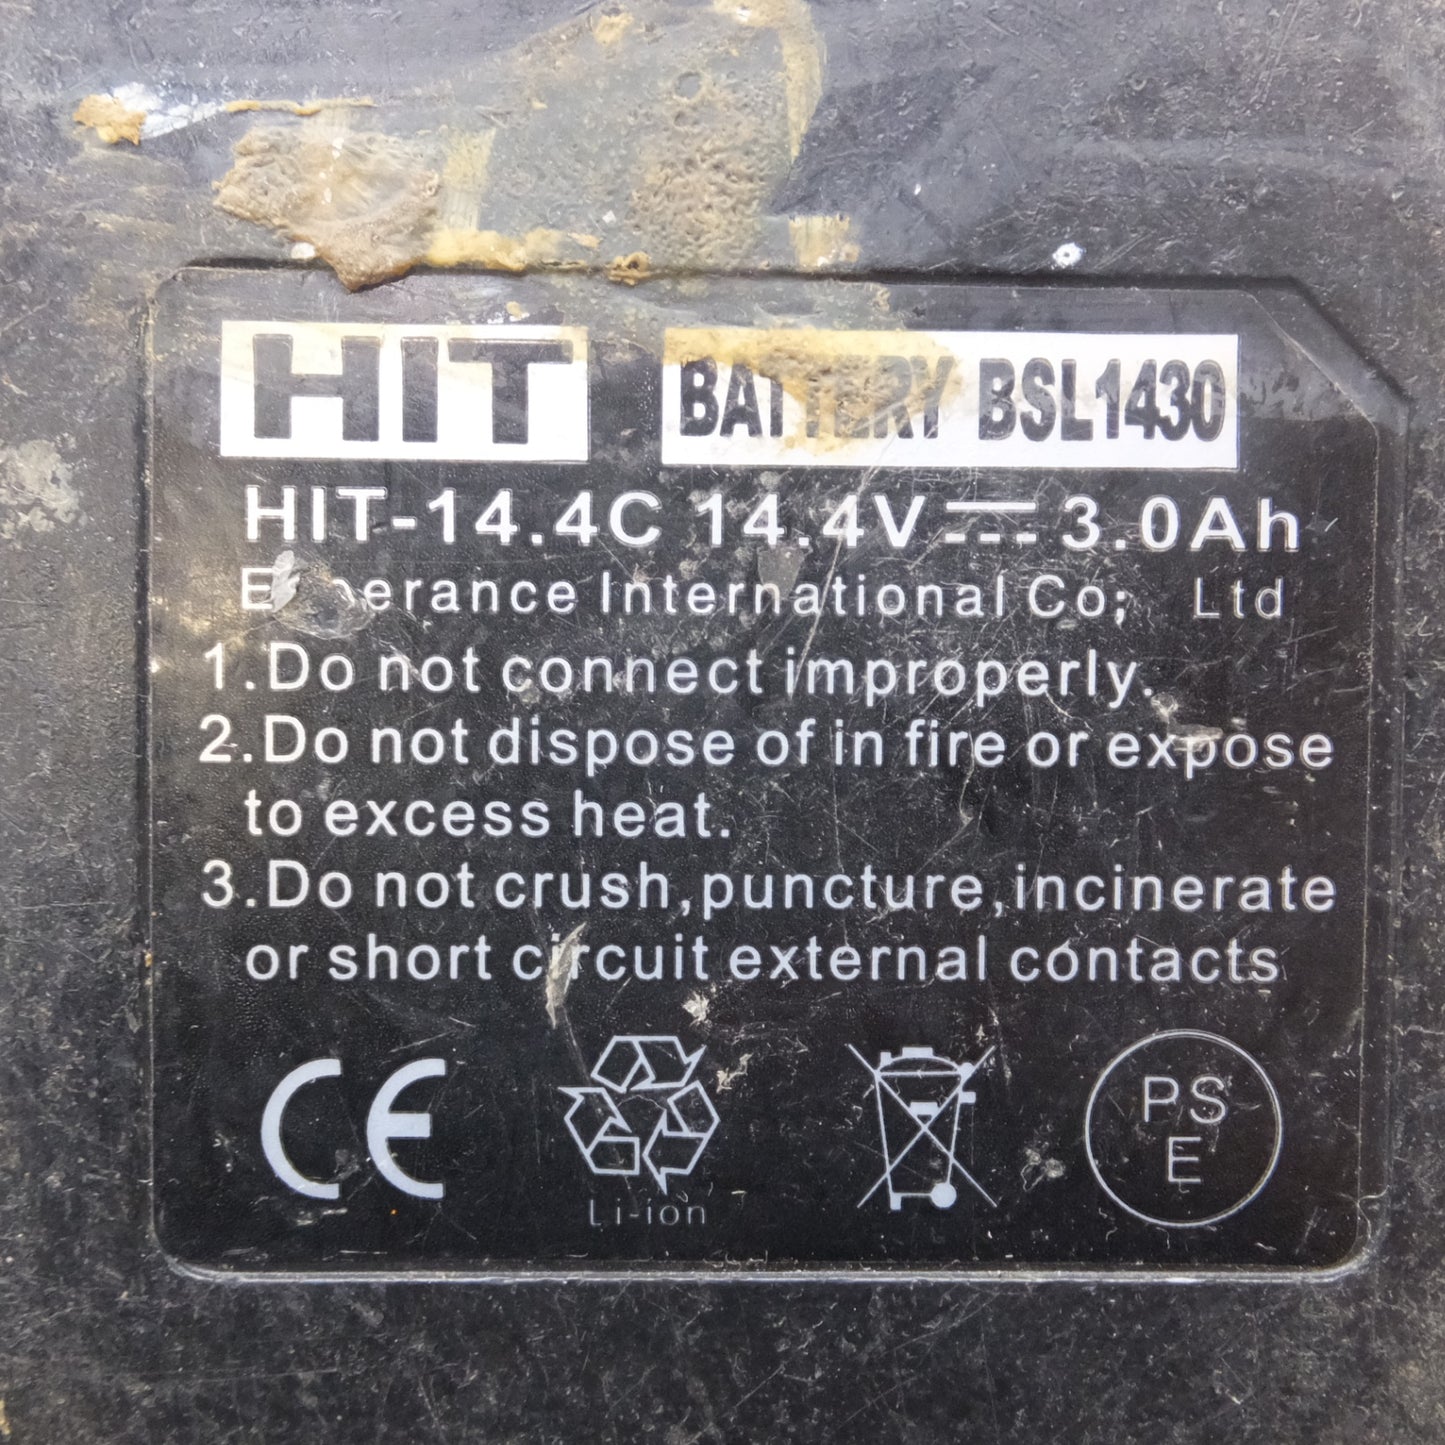 HIT
BATTERY BSL1430
HIT-14.4C 14.4V 3.0Ah
International Co; Ltd
1.Do not connect improperly.
2.Do not dispose of in fire or expose
to excess heat.
3.Do not crush,puncture,incinerate
or short circuit external contacts
CE
Li-ion
PS
E